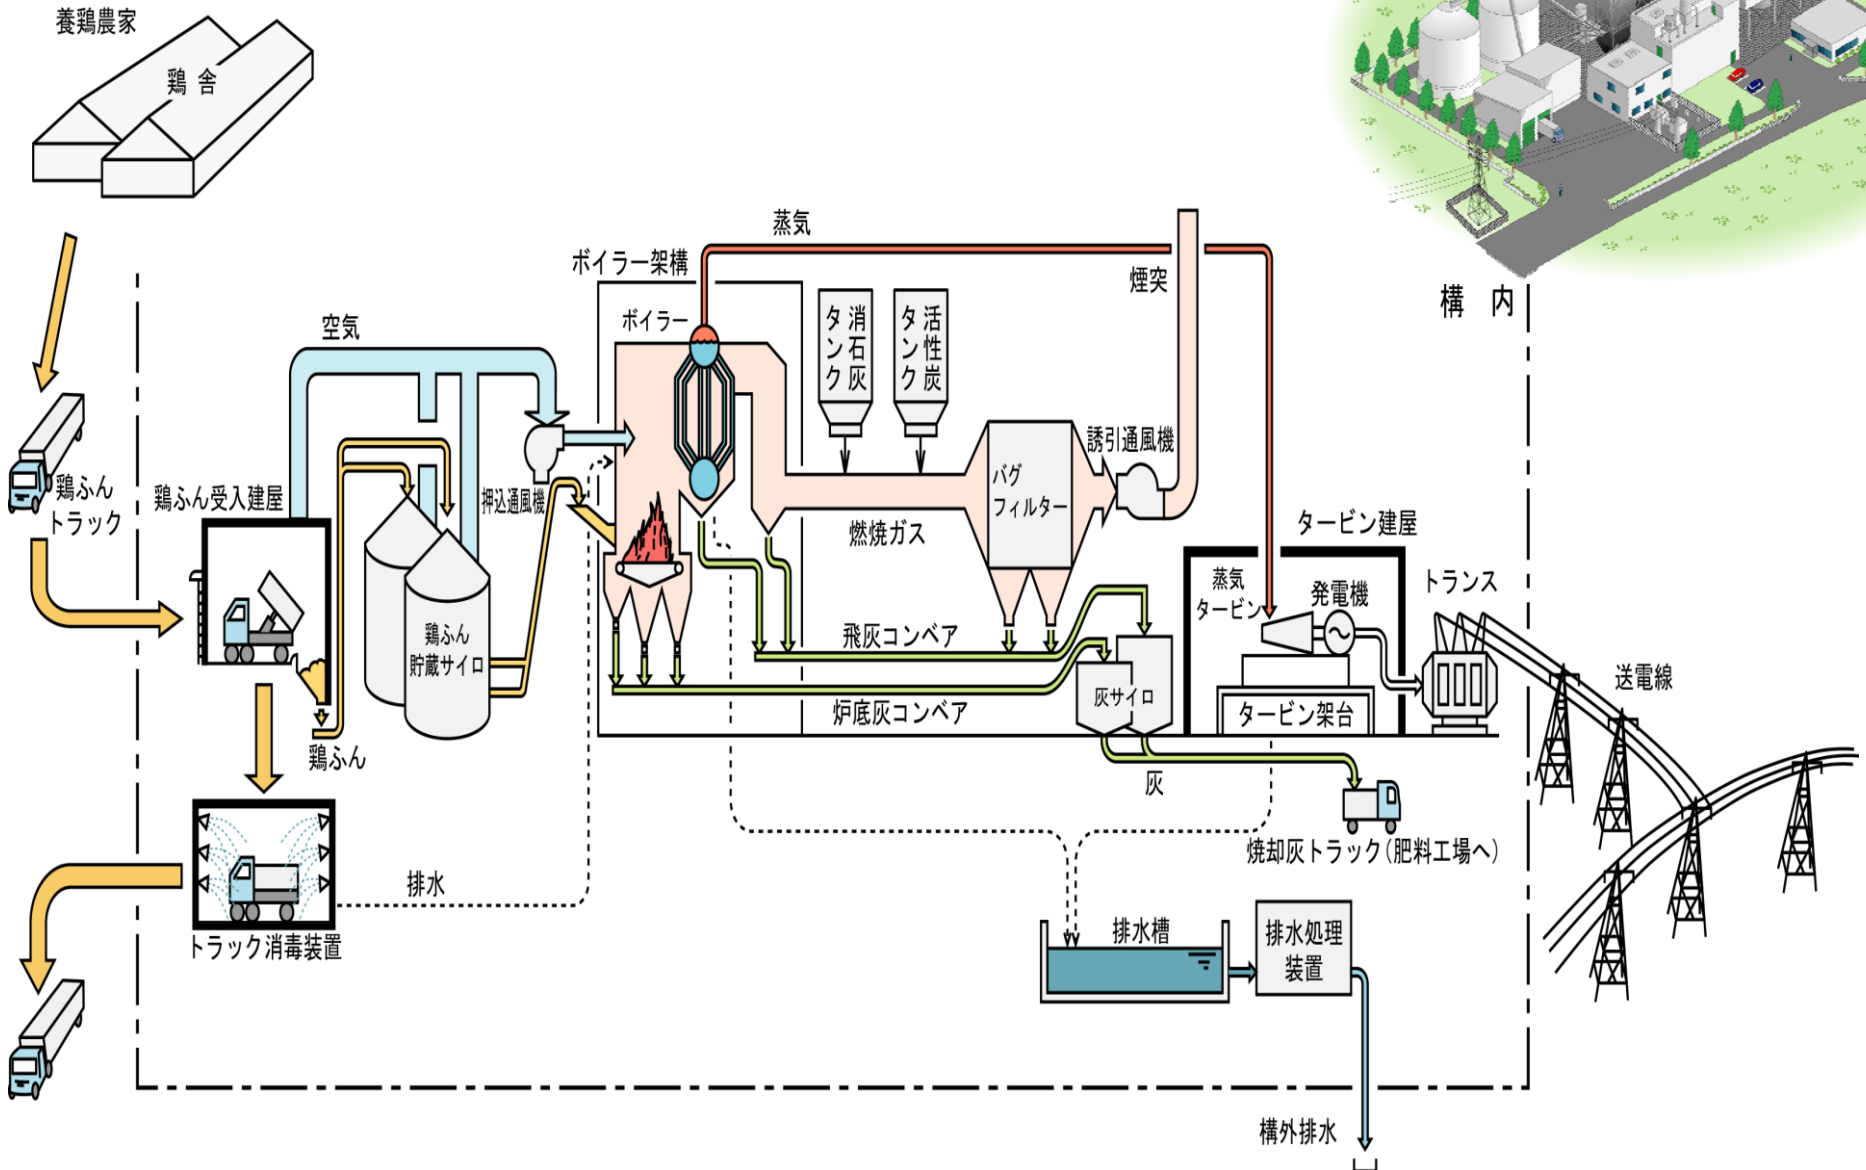 養鶏農家
鶏 舎
鶏ふん
トラック
鶏ふん受入建屋
空気
押込通風機
鶏ふん
貯蔵サイロ
鶏ふん
トラック消毒装置
排水
ボイラー架構
ボイラー
蒸気
消石灰
タンク
活性炭
タンク
燃焼ガス
バグ
フィルター
誘引通風機
煙突
構 内
飛灰コンベア
炉底灰コンベア
灰サイロ
灰
タービン建屋
蒸気
タービン
発電機
タービン架台
トランス
送電線
焼却灰トラック(肥料工場へ)
排水槽
排水処理
装置
構外排水